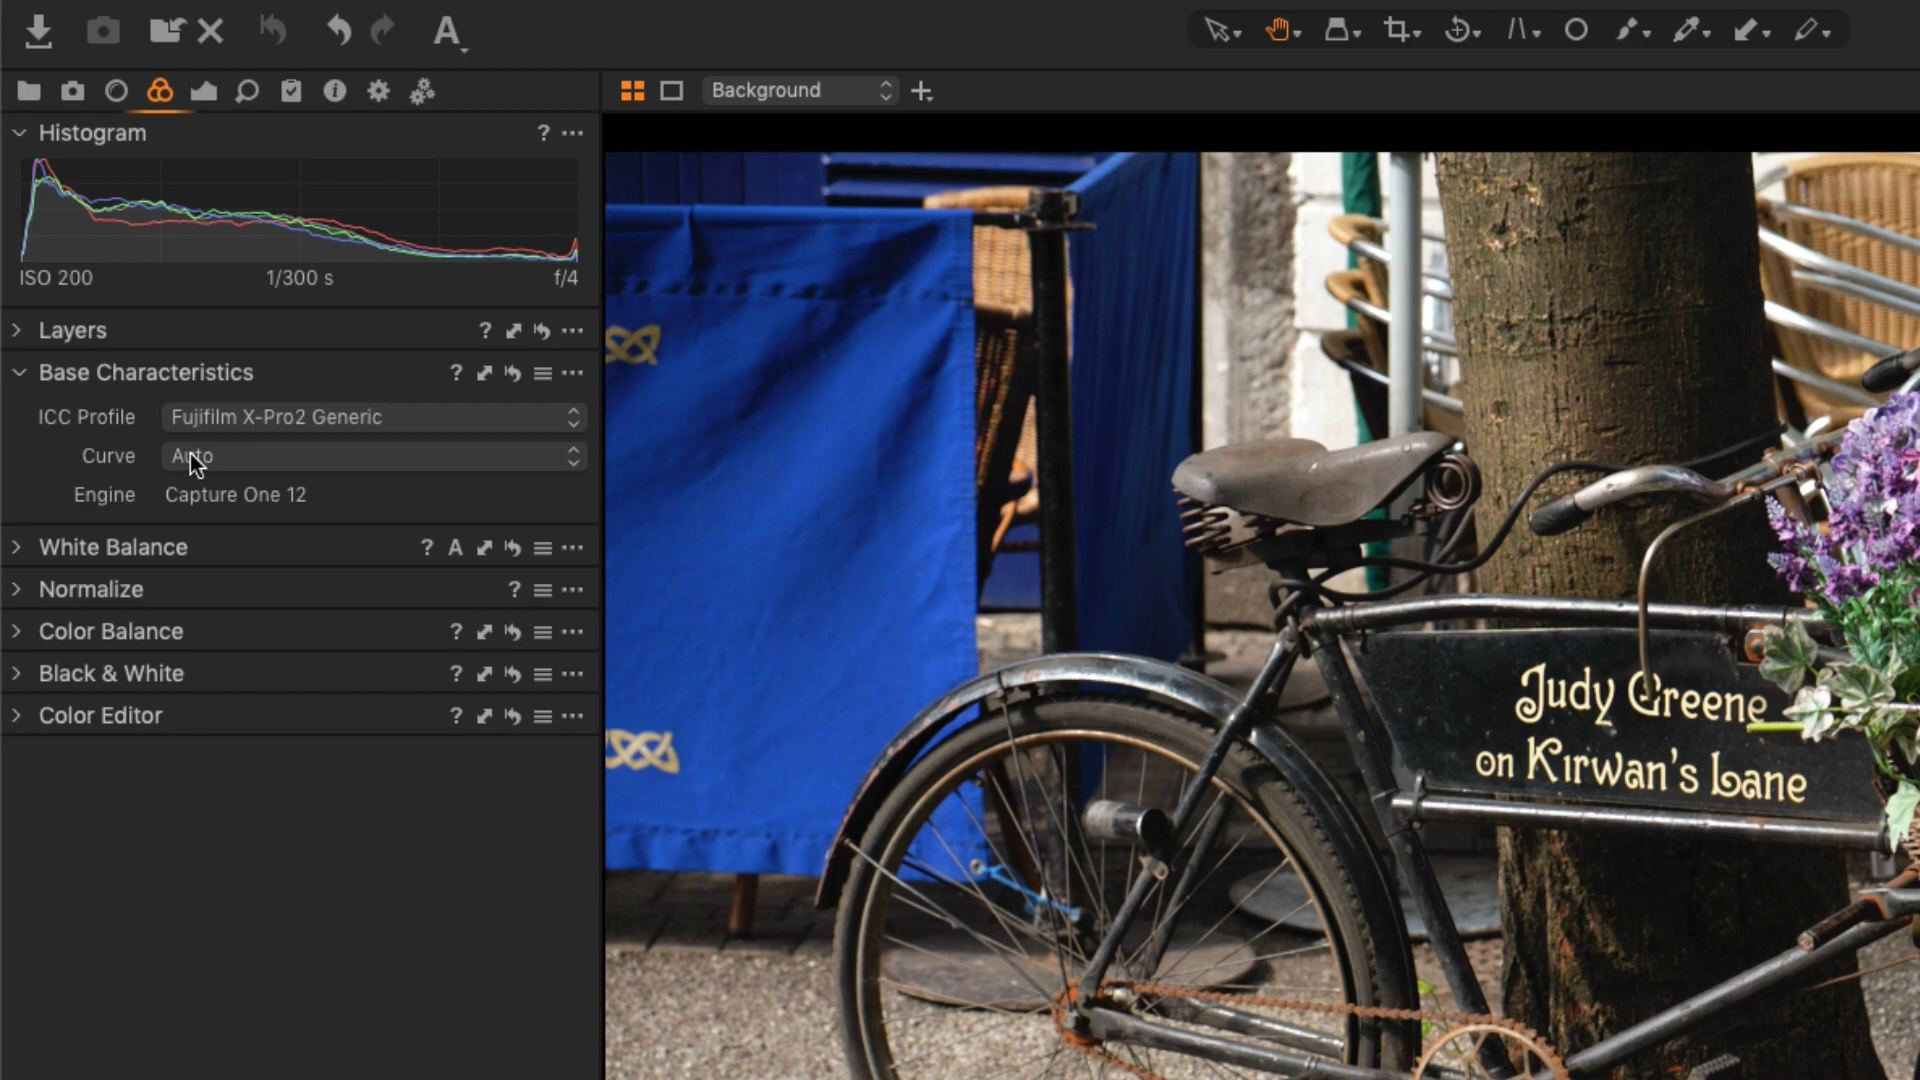 A
Background
Histogram ?
ISO 200 1/300 s f/4
Layers ?
Base Characteristics ?
ICC Profile Fujifilm X-Pro2 Generic
Curve Auto
Engine Capture One 12
White Balance ? A
Normalize ?
Color Balance ?
Black & White ?
Color Editor ?
Judy Greene
on Kirwan's Lane